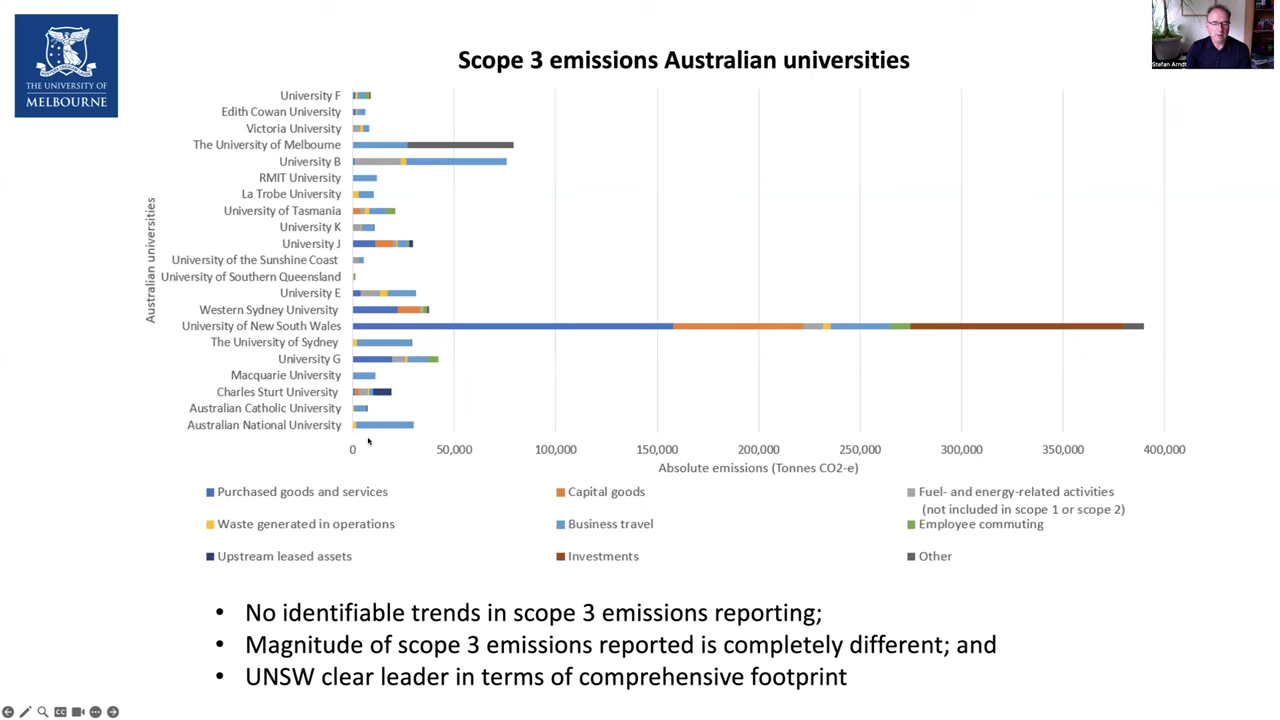 THE UNIVERSITY OF
MELBOURNE
Stefan Arndt
Scope 3 emissions Australian universities
Australian universities
University F
Edith Cowan University
Victoria University
The University of Melbourne
University B
RMIT University
La Trobe University
University of Tasmania
University K
University J
University of the Sunshine Coast
University of Southern Queensland
University E
Western Sydney University
University of New South Wales
The University of Sydney
University G
Macquarie University
Charles Sturt University
Australian Catholic University
Australian National University
0 50,000 100,000 150,000 200,000 250,000 300,000 350,000 400,000
Absolute emissions (Tonnes CO2-e)
Purchased goods and services
Capital goods
Fuel- and energy-related activities
(not included in scope 1 or scope 2)
Waste generated in operations
Business travel
Employee commuting
Upstream leased assets
Investments
Other
• No identifiable trends in scope 3 emissions reporting;
• Magnitude of scope 3 emissions reported is completely different; and
• UNSW clear leader in terms of comprehensive footprint